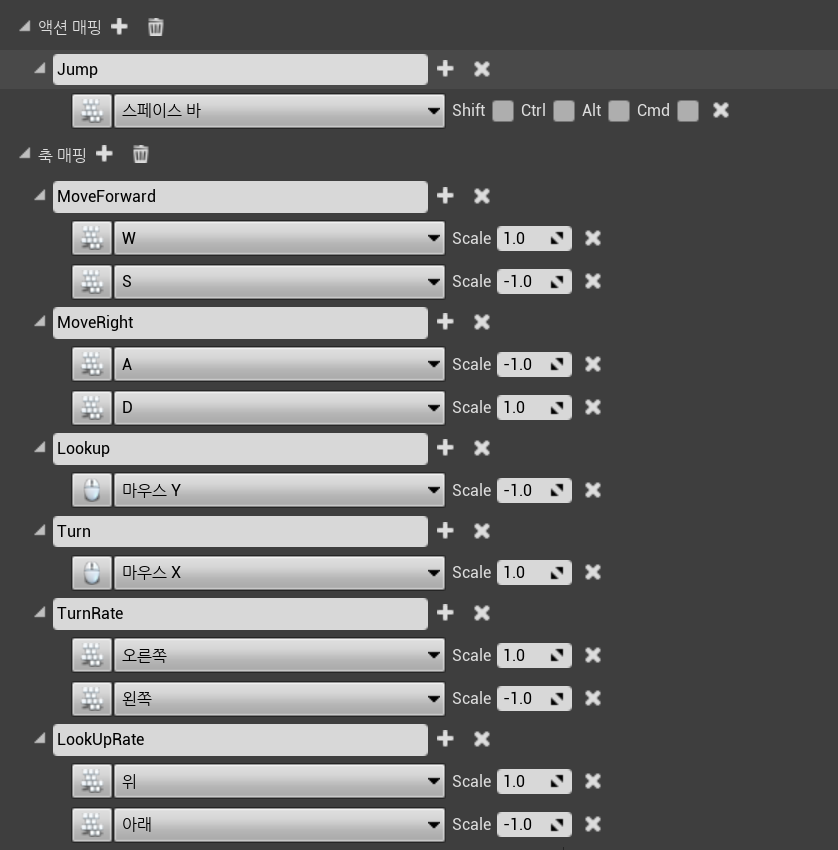 액션 매핑
Jump
스페이스 바 Shift Ctrl Alt Cmd
축 매핑
MoveForward
W Scale 1.0
S Scale -1.0
MoveRight
A Scale -1.0
D Scale 1.0
Lookup
마우스 Y Scale -1.0
Turn
마우스 X Scale 1.0
TurnRate
오른쪽 Scale 1.0
왼쪽 Scale -1.0
LookUpRate
위 Scale 1.0
아래 Scale -1.0